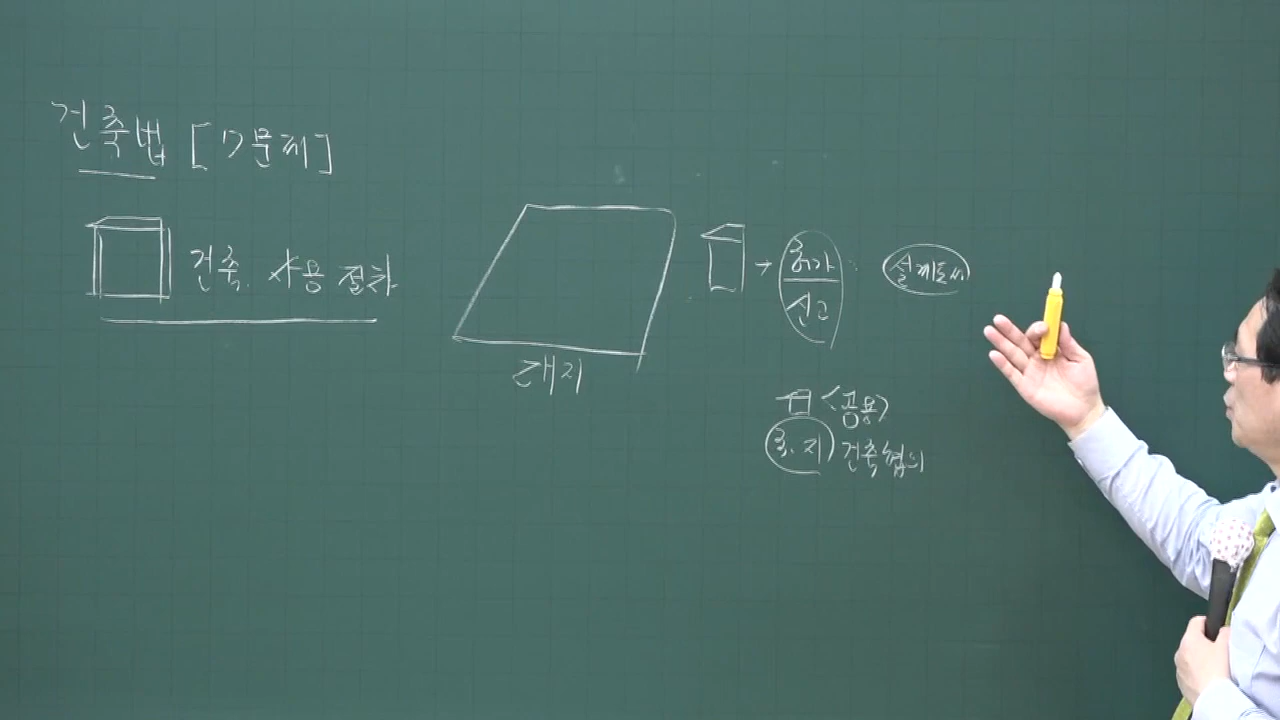 건축법 [7문제]
건축. 사용 절차
대지
→ 허가
신고
설계도서
<공용>
국.지 건축협의